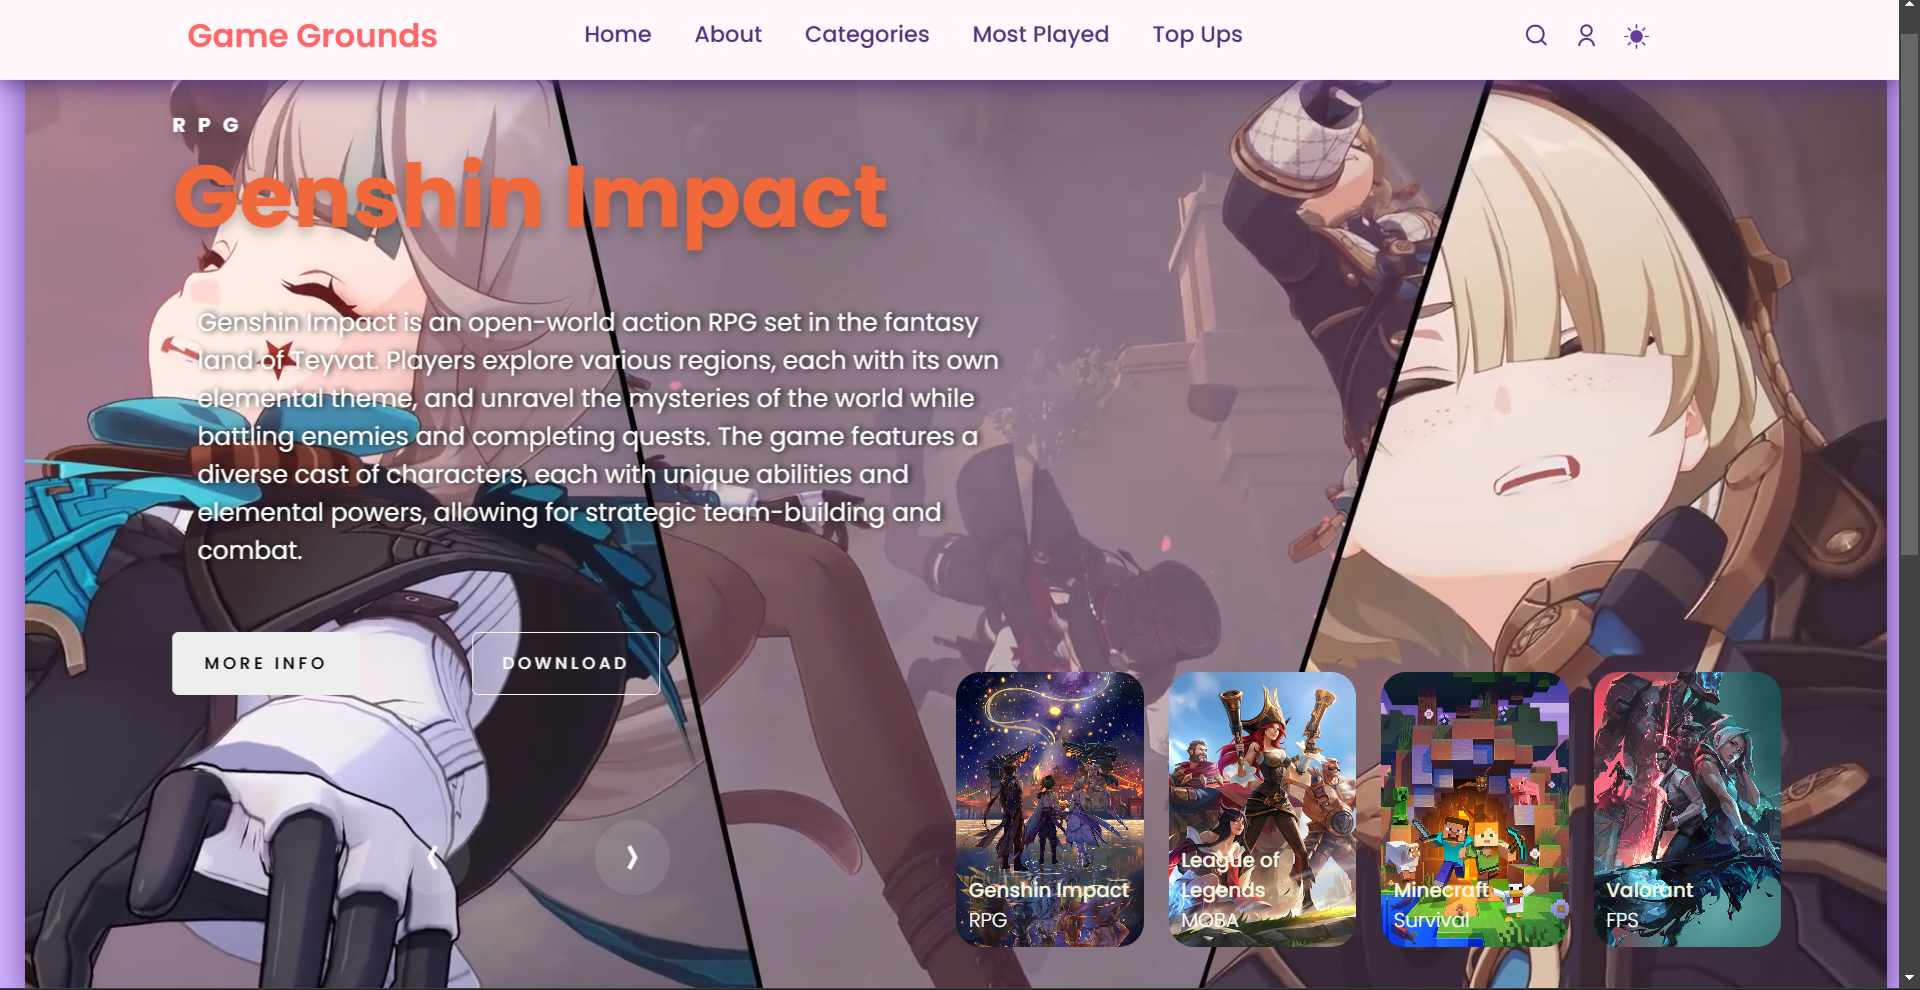 Game Grounds
Home
About
Categories
Most Played
Top Ups
RPG
Genshin Impact
Genshin Impact is an open-world action RPG set in the fantasy
land of Teyvat. Players explore various regions, each with its own
elemental theme, and unravel the mysteries of the world while
battling enemies and completing quests. The game features a
diverse cast of characters, each with unique abilities and
elemental powers, allowing for strategic team-building and
combat.
MORE INFO
DOWNLOAD
Genshin Impact
RPG
League of
Legends
MOBA
Minecraft
Survival
Valorant
FPS